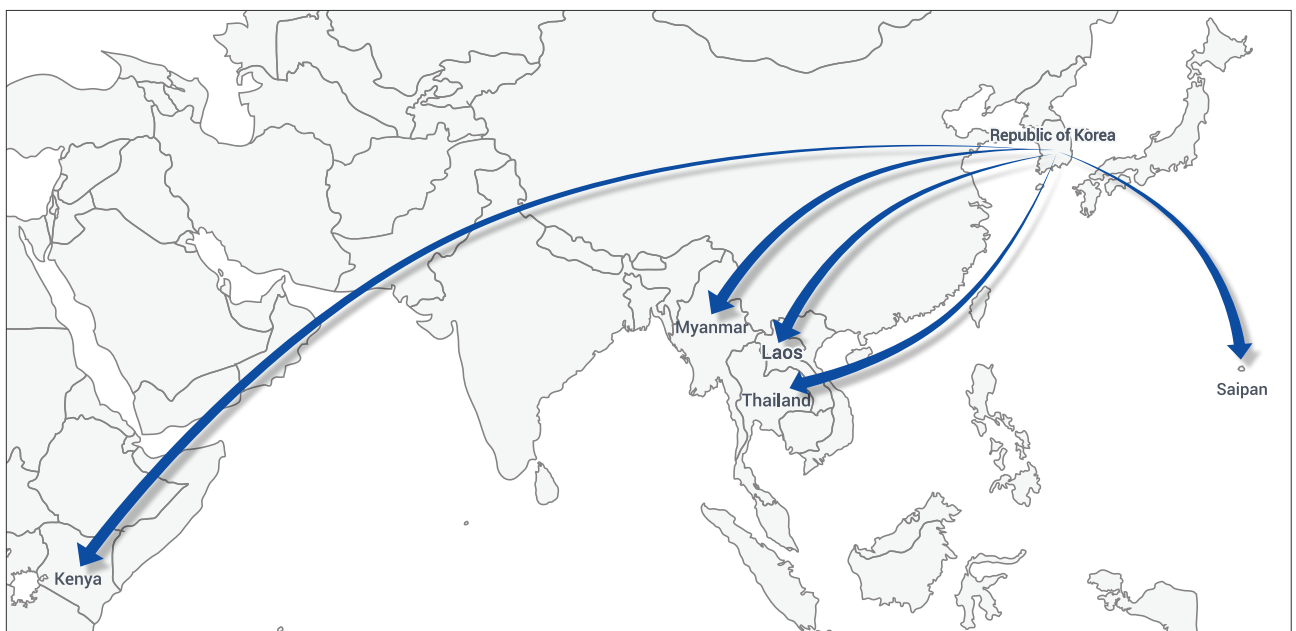 Republic of Korea
Myanmar
Laos
Saipan
Thailand
Kenya